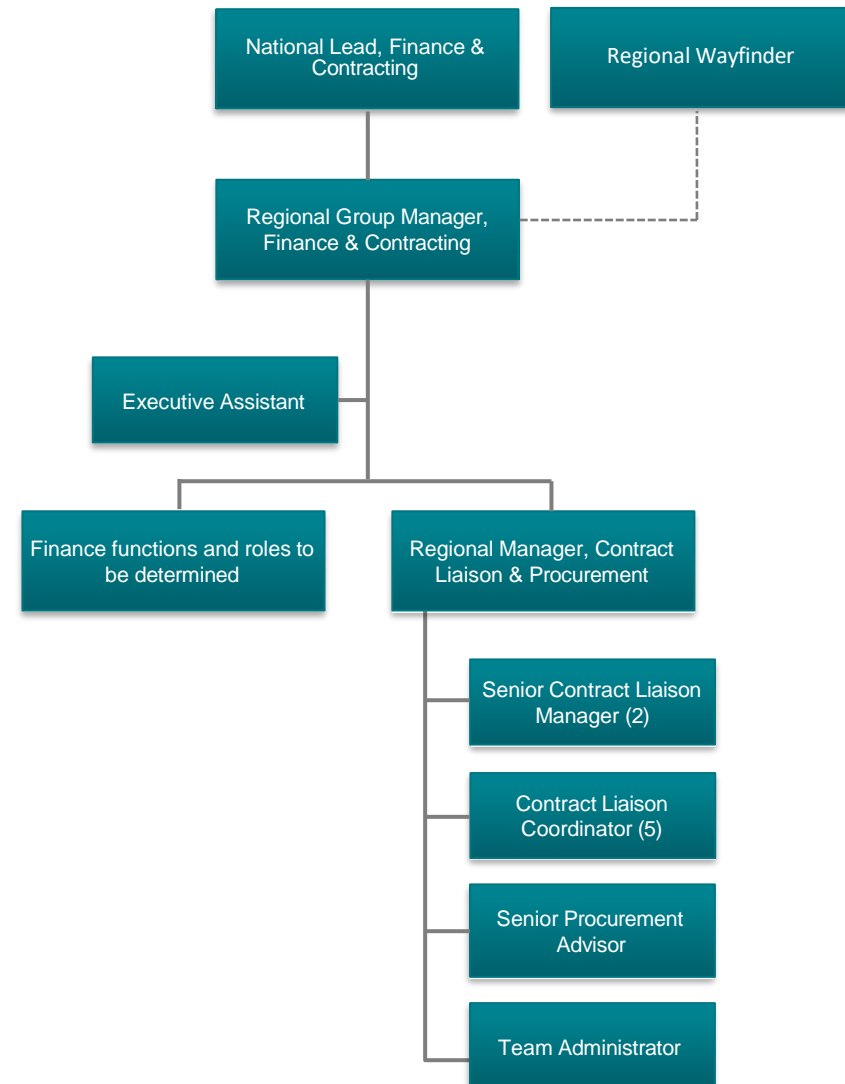 National Lead, Finance &
Contracting
Regional Wayfinder
Regional Group Manager,
Finance & Contracting
Executive Assistant
Finance functions and roles to
be determined
Regional Manager, Contract
Liaison & Procurement
Senior Contract Liaison
Manager (2)
Contract Liaison
Coordinator (5)
Senior Procurement
Advisor
Team Administrator